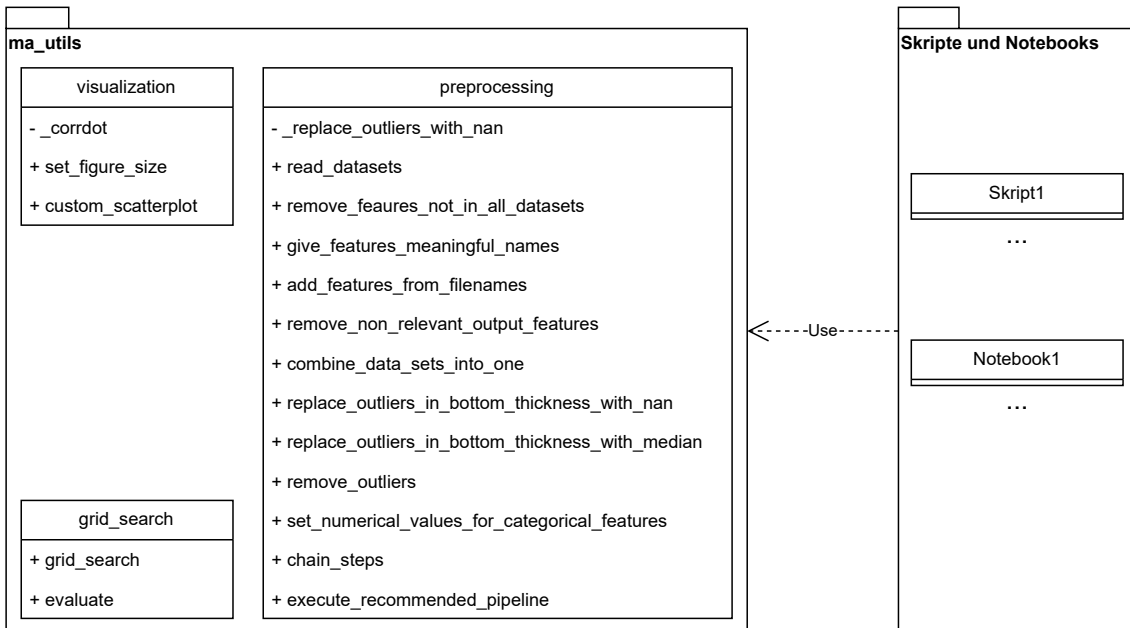 ma_utils
visualization
- _corrdot
+ set_figure_size
+ custom_scatterplot
grid_search
+ grid_search
+ evaluate
preprocessing
- _replace_outliers_with_nan
+ read_datasets
+ remove_feaures_not_in_all_datasets
+ give_features_meaningful_names
+ add_features_from_filenames
+ remove_non_relevant_output_features
+ combine_data_sets_into_one
+ replace_outliers_in_bottom_thickness_with_nan
+ replace_outliers_in_bottom_thickness_with_median
+ remove_outliers
+ set_numerical_values_for_categorical_features
+ chain_steps
+ execute_recommended_pipeline
Use
Skripte und Notebooks
Skript1
...
Notebook1
...